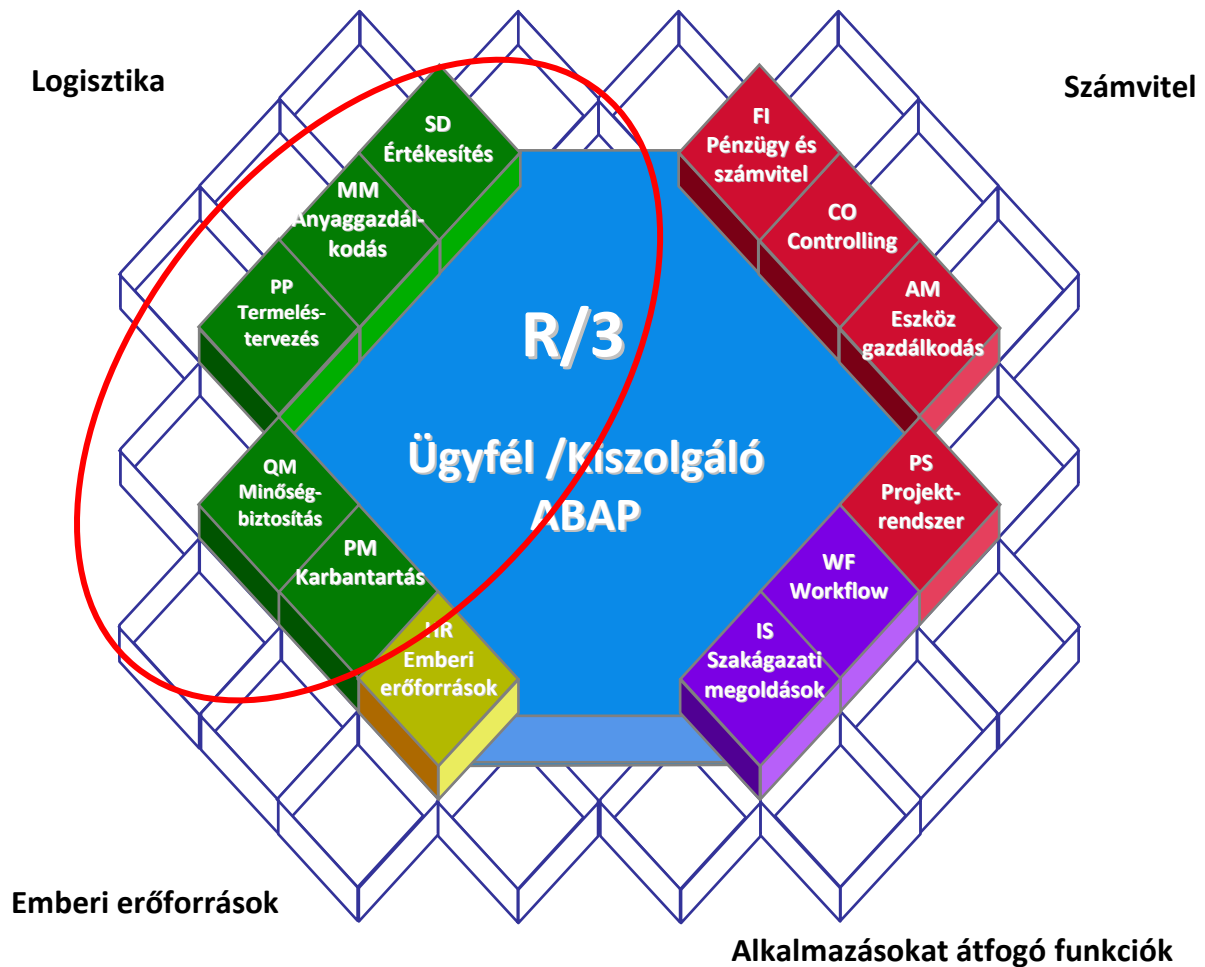 Logisztika
Számvitel
SD
Értékesítés
MM
Anyaggazdál-
kodás
PP
Termelés-
tervezés
QM
Minőség-
biztosítás
PM
Karbantartás
HR
Emberi
erőforrások
R/3
Ügyfél /Kiszolgáló
ABAP
FI
Pénzügy és
számvitel
CO
Controlling
AM
Eszköz
gazdálkodás
PS
Projekt-
rendszer
WF
Workflow
IS
Szakágazati
megoldások
Emberi erőforrások
Alkalmazásokat átfogó funkciók